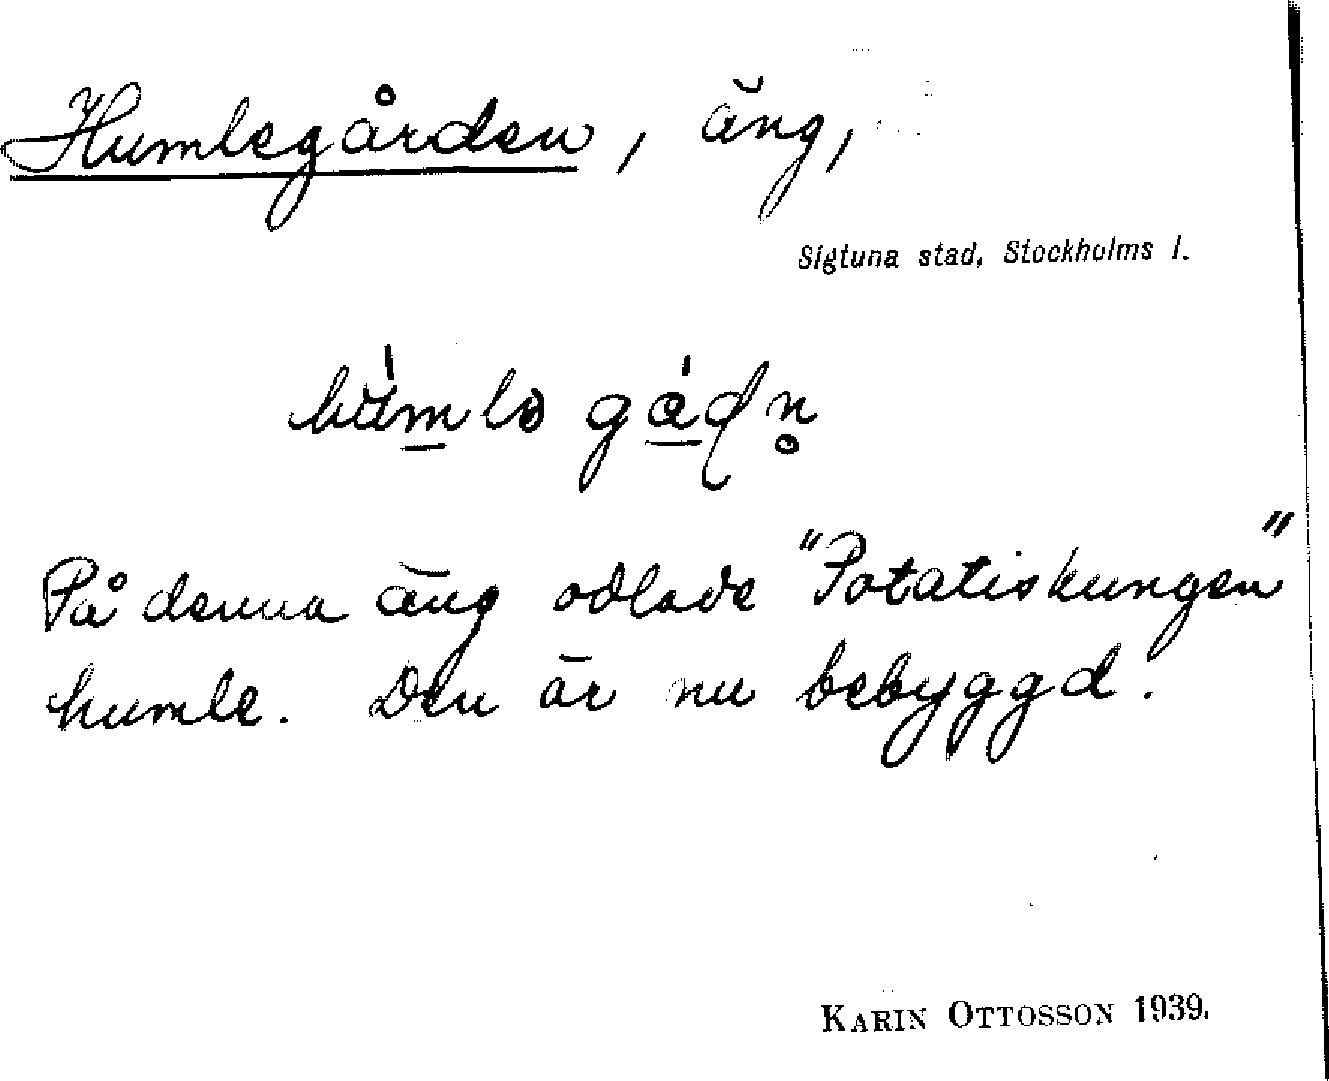 Humlegården, äng,
Sigtuna stad, Stockholms l.
På denna äng odlade "Potatiskungen"
humle. Den är nu bebyggd.
KARIN OTTOSSON 1939.